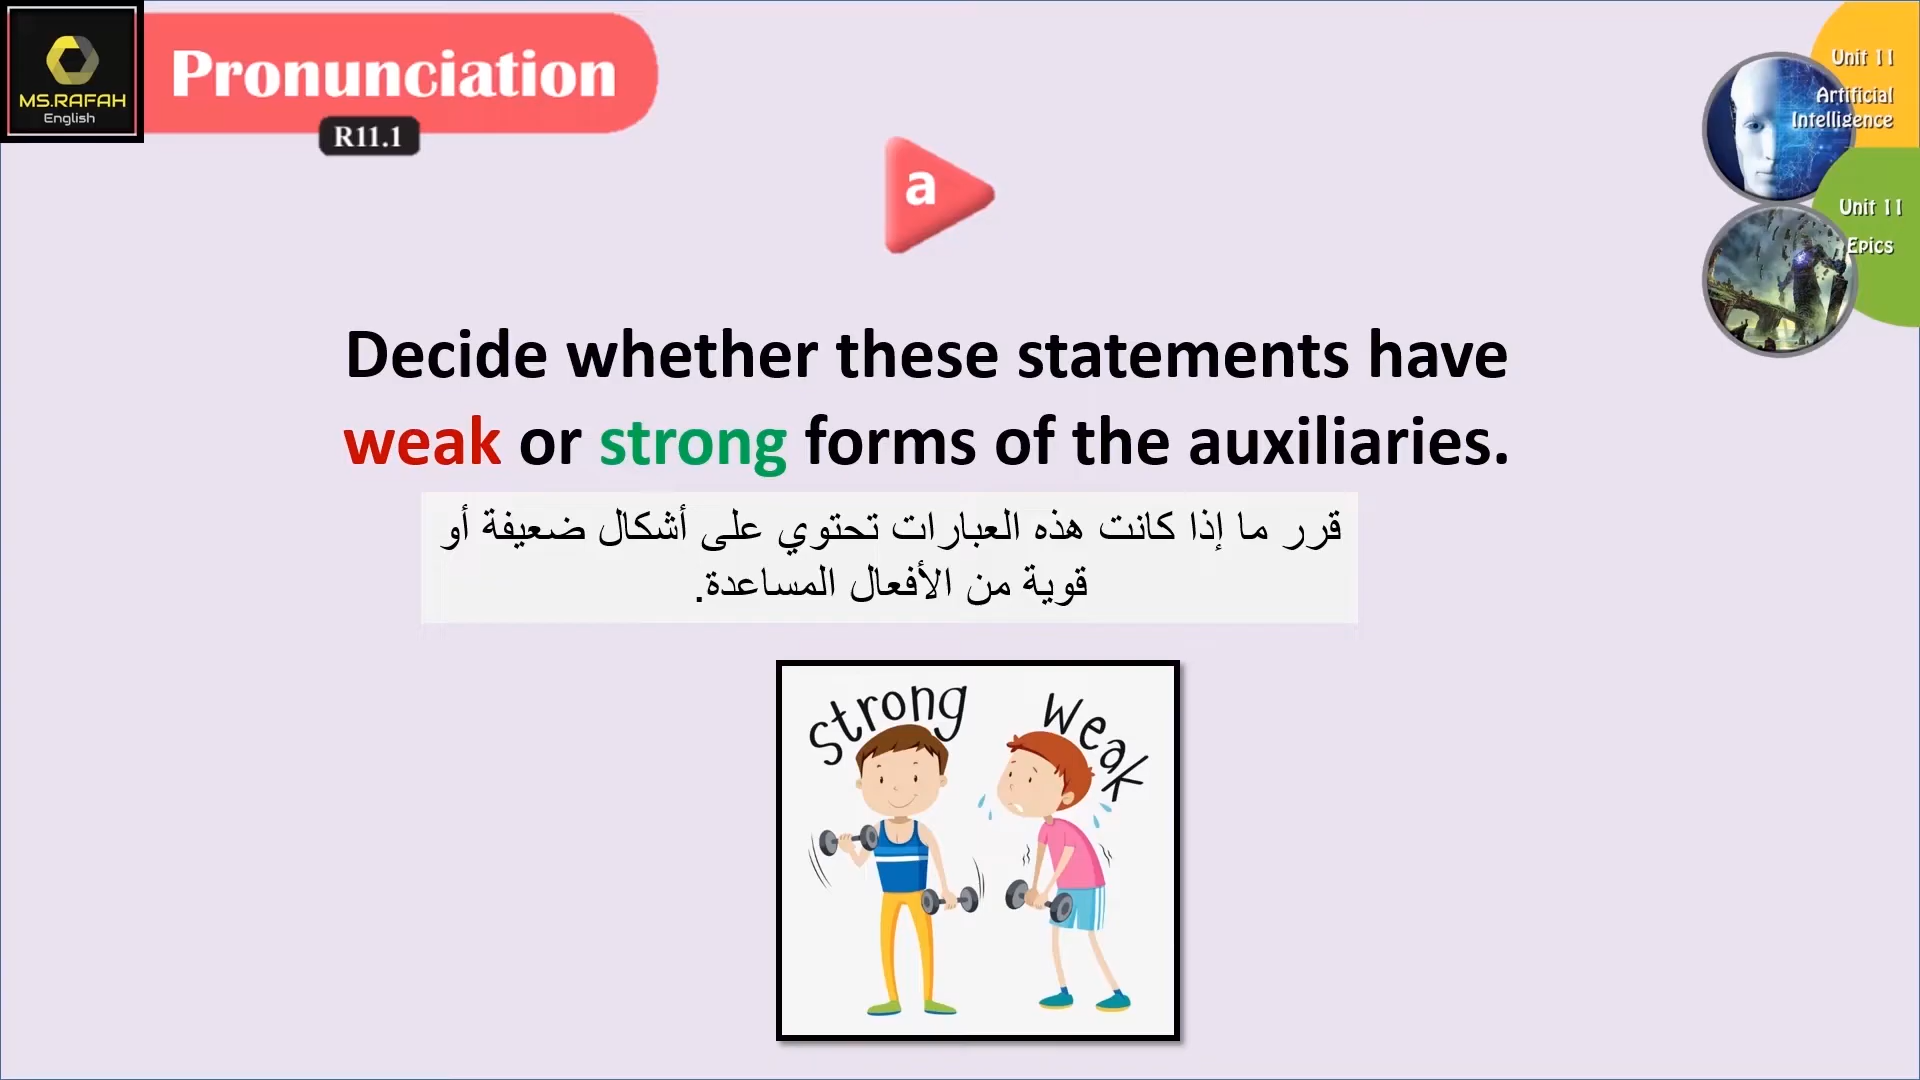 MS.RAFAH
English
Pronunciation
R11.1
Unit 11
Artificial
Intelligence
Unit 11
Epics
a
Decide whether these statements have
weak or strong forms of the auxiliaries.
قرر ما إذا كانت هذه العبارات تحتوي على أشكال ضعيفة أو
قوية من الأفعال المساعدة.
Strong
Weak